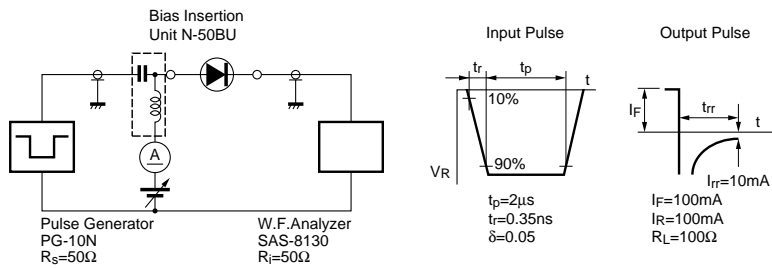 Bias Insertion
Unit N-50BU
A
Pulse Generator
PG-10N
Rs=50Ω
W.F.Analyzer
SAS-8130
Ri=50Ω
Input Pulse
tr
tp
t
10%
90%
VR
tp=2μs
tr=0.35ns
δ=0.05
Output Pulse
IF
trr
t
Irr=10mA
IF=100mA
IR=100mA
RL=100Ω